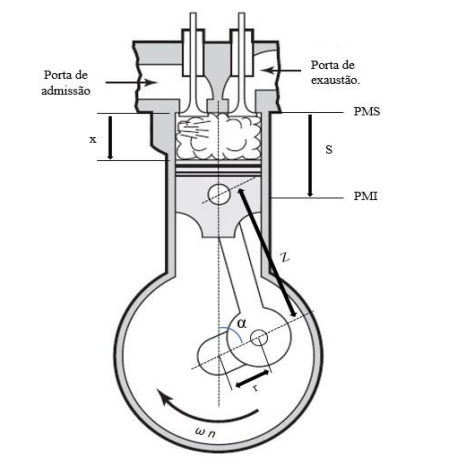 Porta de
admissão
Porta de
exaustão.
PMS
x
S
PMI
Z
α
r
ω n